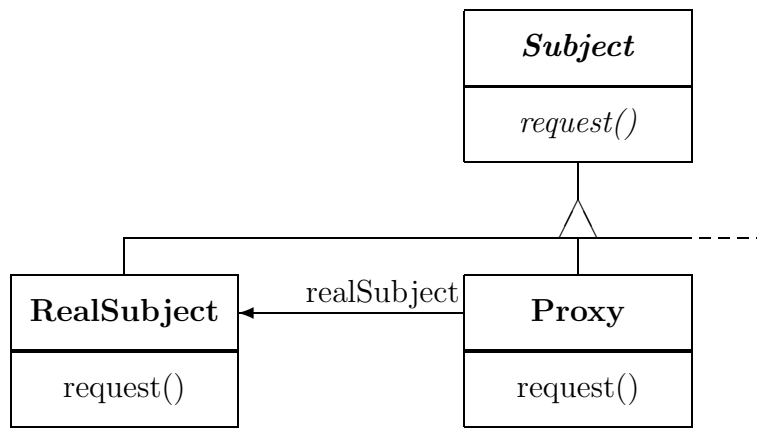 Subject
request()
realSubject
RealSubject
Proxy
request()
request()